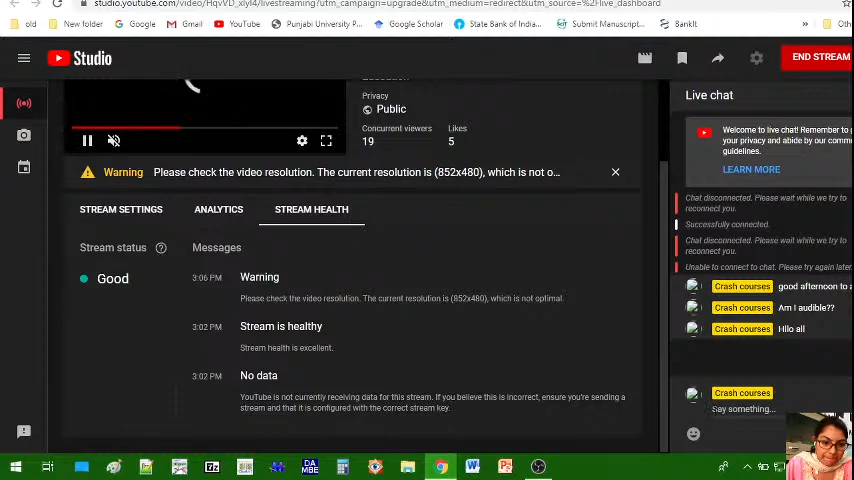 studio.youtube.com/video/HqvVD_xlyI4/livestreaming?utm_campaign=upgrade&utm_medium=redirect&utm_source=%2Flive_dashboard
old
New folder
Google
Gmail
YouTube
Punjabi University P...
Google Scholar
State Bank of India...
Submit Manuscript...
BankIt
»
Oth
Studio
END STREAM
Privacy
Public
Concurrent viewers
Likes
19
5
Warning
Please check the video resolution. The current resolution is (852x480), which is not o...
STREAM SETTINGS
ANALYTICS
STREAM HEALTH
Stream status
Messages
Good
3:06 PM
Warning
Please check the video resolution. The current resolution is (852x480), which is not optimal.
3:02 PM
Stream is healthy
Stream health is excellent.
3:02 PM
No data
YouTube is not currently receiving data for this stream. If you believe this is incorrect, ensure you're sending a
stream and that it is configured with the correct stream key.
Live chat
Welcome to live chat! Remember to g
your privacy and abide by our comm
guidelines.
LEARN MORE
Chat disconnected. Please wait while we try to
reconnect you.
Successfully connected.
Chat disconnected. Please wait while we try to
reconnect you.
Unable to connect to chat. Please try again later.
Crash courses good afternoon to a
Crash courses Am I audible??
Crash courses HIlo all
Crash courses
Say something...
7z
DA
MBE